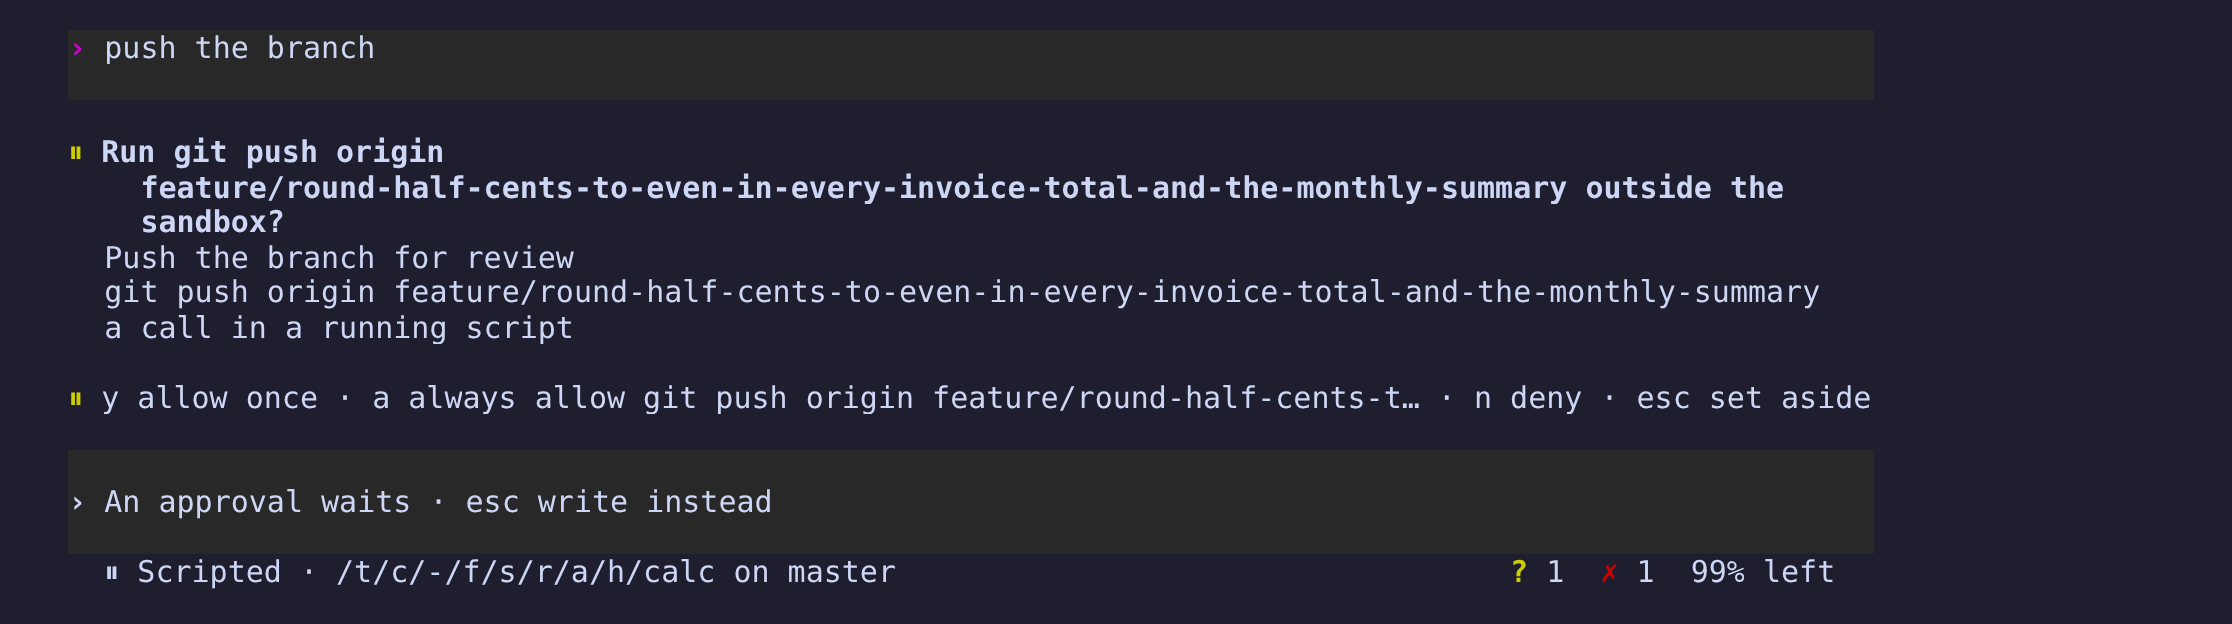 › push the branch
⏸ Run git push origin
feature/round-half-cents-to-even-in-every-invoice-total-and-the-monthly-summary outside the
sandbox?
Push the branch for review
git push origin feature/round-half-cents-to-even-in-every-invoice-total-and-the-monthly-summary
a call in a running script
⏸ y allow once · a always allow git push origin feature/round-half-cents-t… · n deny · esc set aside
› An approval waits · esc write instead
⏸ Scripted · /t/c/-/f/s/r/a/h/calc on master ? 1 ✗ 1 99% left